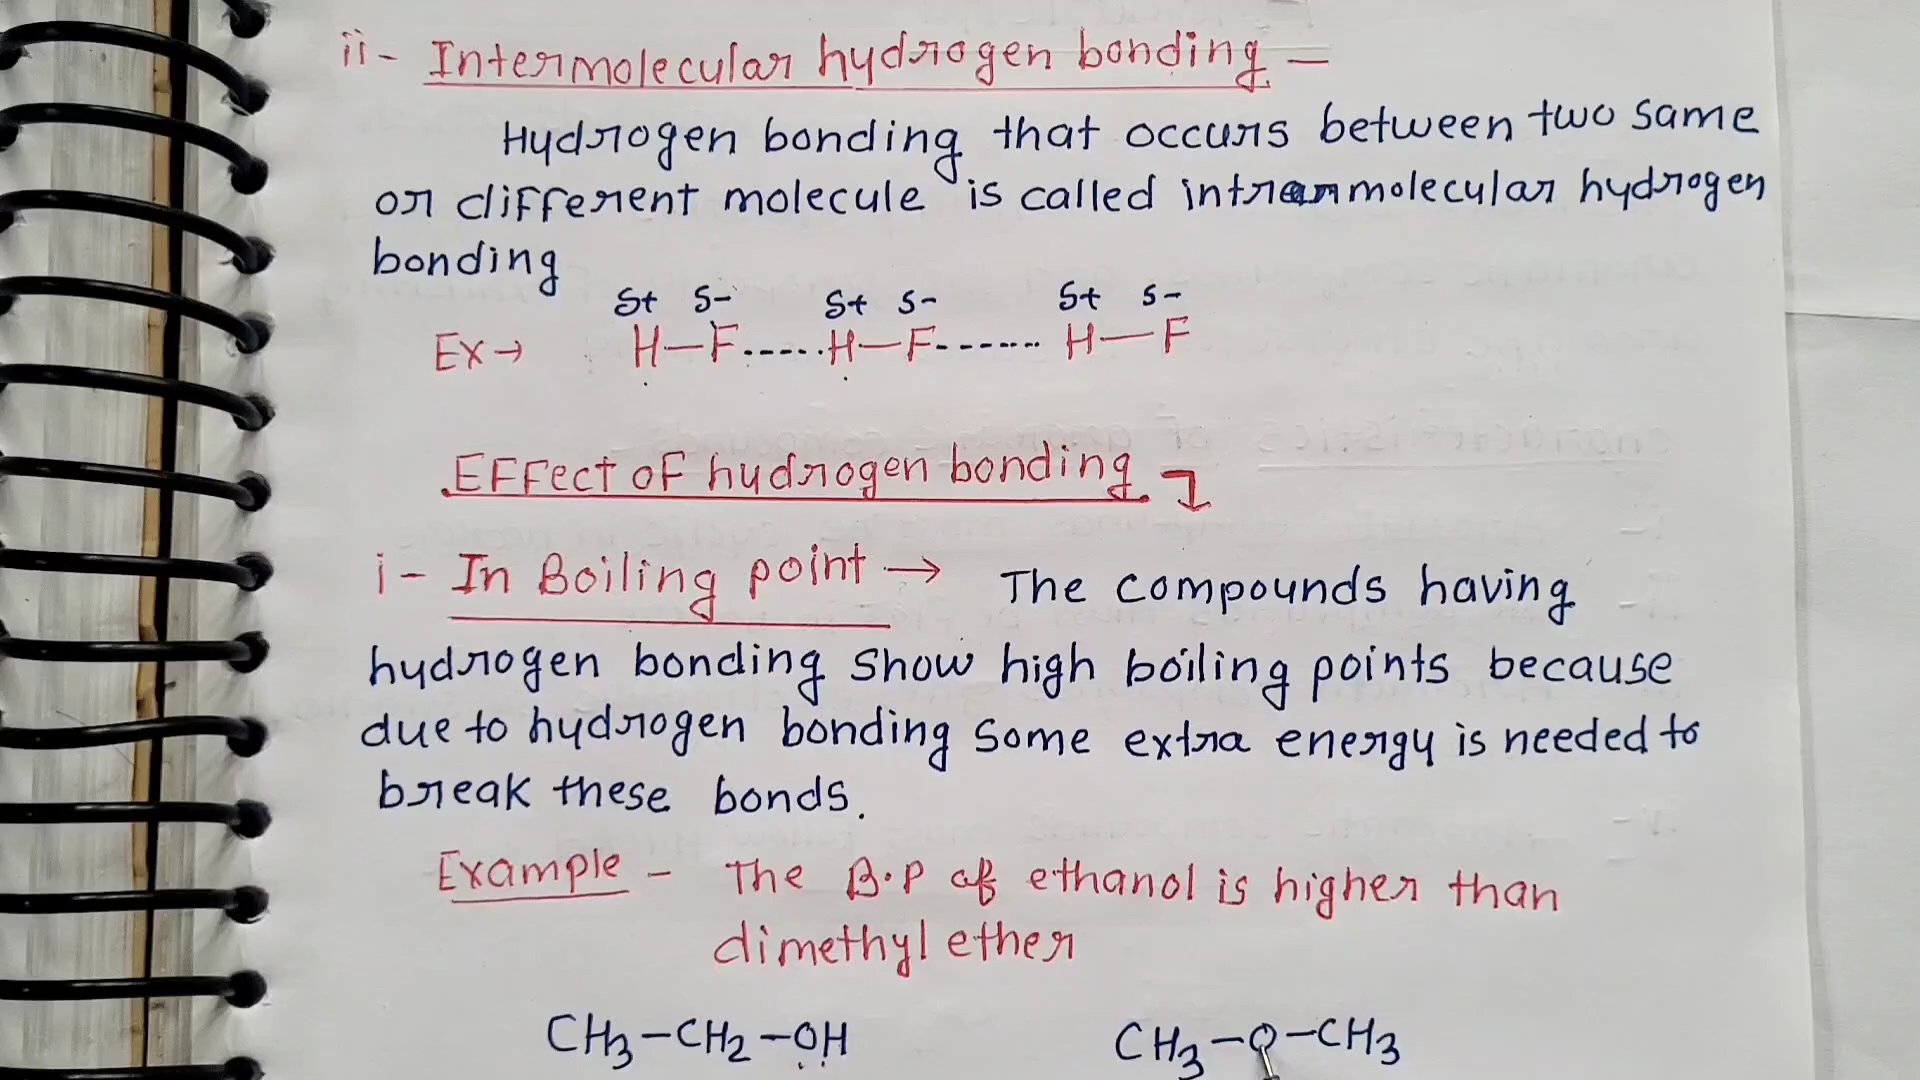 ii- Intermolecular hydrogen bonding —
Hydrogen bonding that occurs between two same
or different molecule is called intrammolecular hydrogen
bonding
δ+ δ- δ+ δ- δ+ δ-
Ex→ H—F.....H—F------H—F
Effect of hydrogen bonding
i- In Boiling point → The compounds having
hydrogen bonding show high boiling points because
due to hydrogen bonding some extra energy is needed to
break these bonds.
Example - The B.P of ethanol is higher than
dimethyl ether
CH₃-CH₂-OH CH₃-O-CH₃